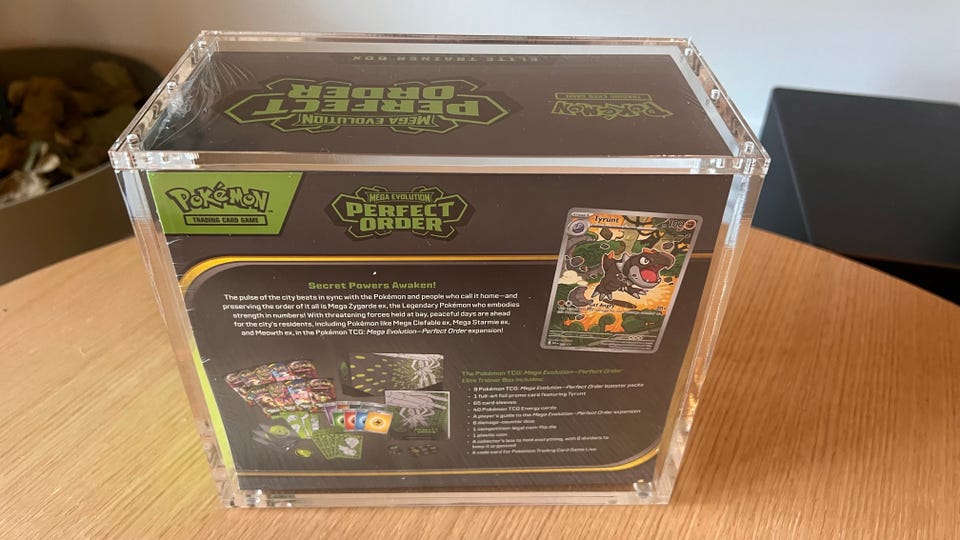 ELITE TRAINER BOX
MEGA EVOLUTION
PERFECT
ORDER
POKéMON
TRADING CARD GAME
POKéMON
TRADING CARD GAME
MEGA EVOLUTION
PERFECT
ORDER
Tyrunt
Secret Powers Awaken!
The pulse of the city beats in sync with the Pokémon and people who call it home—and
preserving the order of it all is Mega Zygarde ex, the Legendary Pokémon who embodies
strength in numbers! With threatening forces held at bay, peaceful days are ahead
for the city's residents, including Pokémon like Mega Clefable ex, Mega Starmie ex,
and Meowth ex, in the Pokémon TCG: Mega Evolution—Perfect Order expansion!
The Pokémon TCG: Mega Evolution—Perfect Order
Elite Trainer Box includes:
• 9 Pokémon TCG: Mega Evolution—Perfect Order booster packs
• 1 full-art foil promo card featuring Tyrunt
• 65 card sleeves
• 40 Pokémon TCG Energy cards
• A player's guide to the Mega Evolution—Perfect Order expansion
• 6 damage-counter dice
• 1 competition-legal coin-flip die
• 1 plastic coin
• A collector's box to hold everything, with 6 dividers to
keep it organized
• A code card for Pokémon Trading Card Game Live